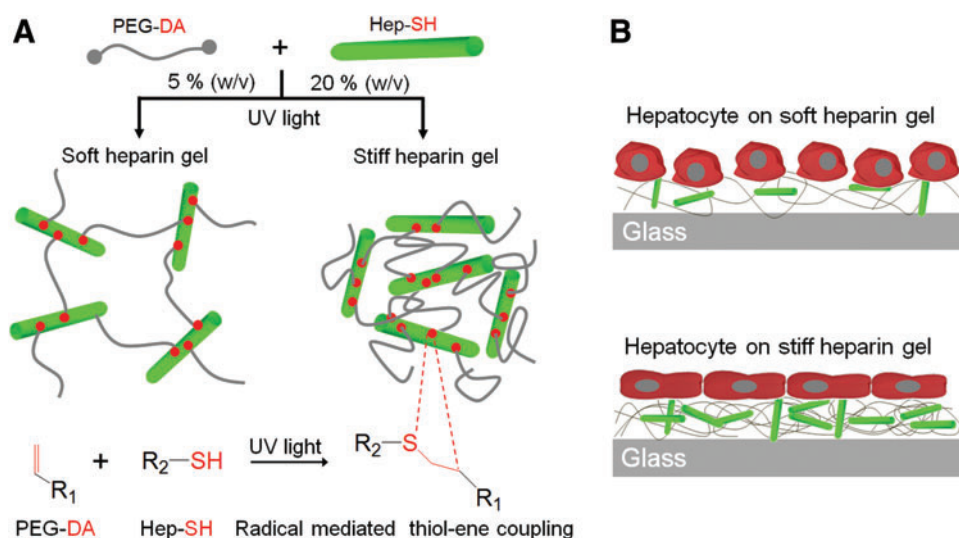 A
PEG-DA
+
Hep-SH
5 % (w/v)
20 % (w/v)
UV light
Soft heparin gel
Stiff heparin gel
R2-S
R1
UV light
+
R2-SH
R1
PEG-DA
Hep-SH
Radical mediated thiol-ene coupling
B
Hepatocyte on soft heparin gel
Glass
Hepatocyte on stiff heparin gel
Glass